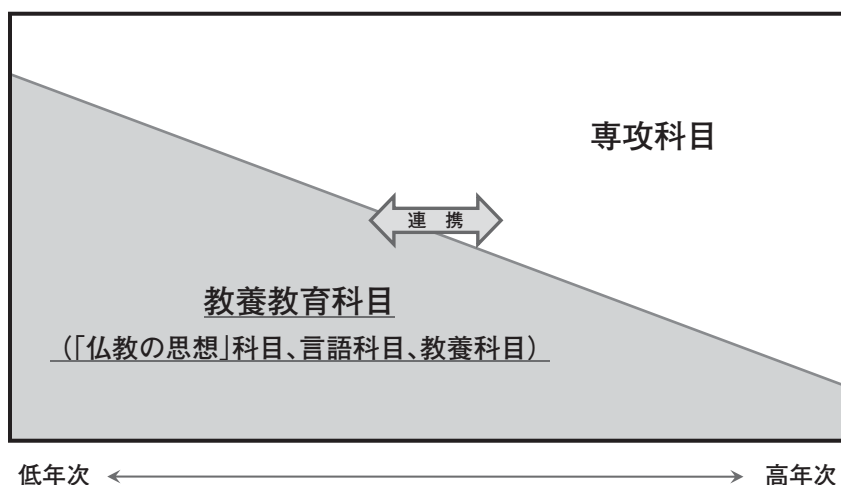 専攻科目
連 携
教養教育科目
（「仏教の思想」科目、言語科目、教養科目）
低年次
高年次